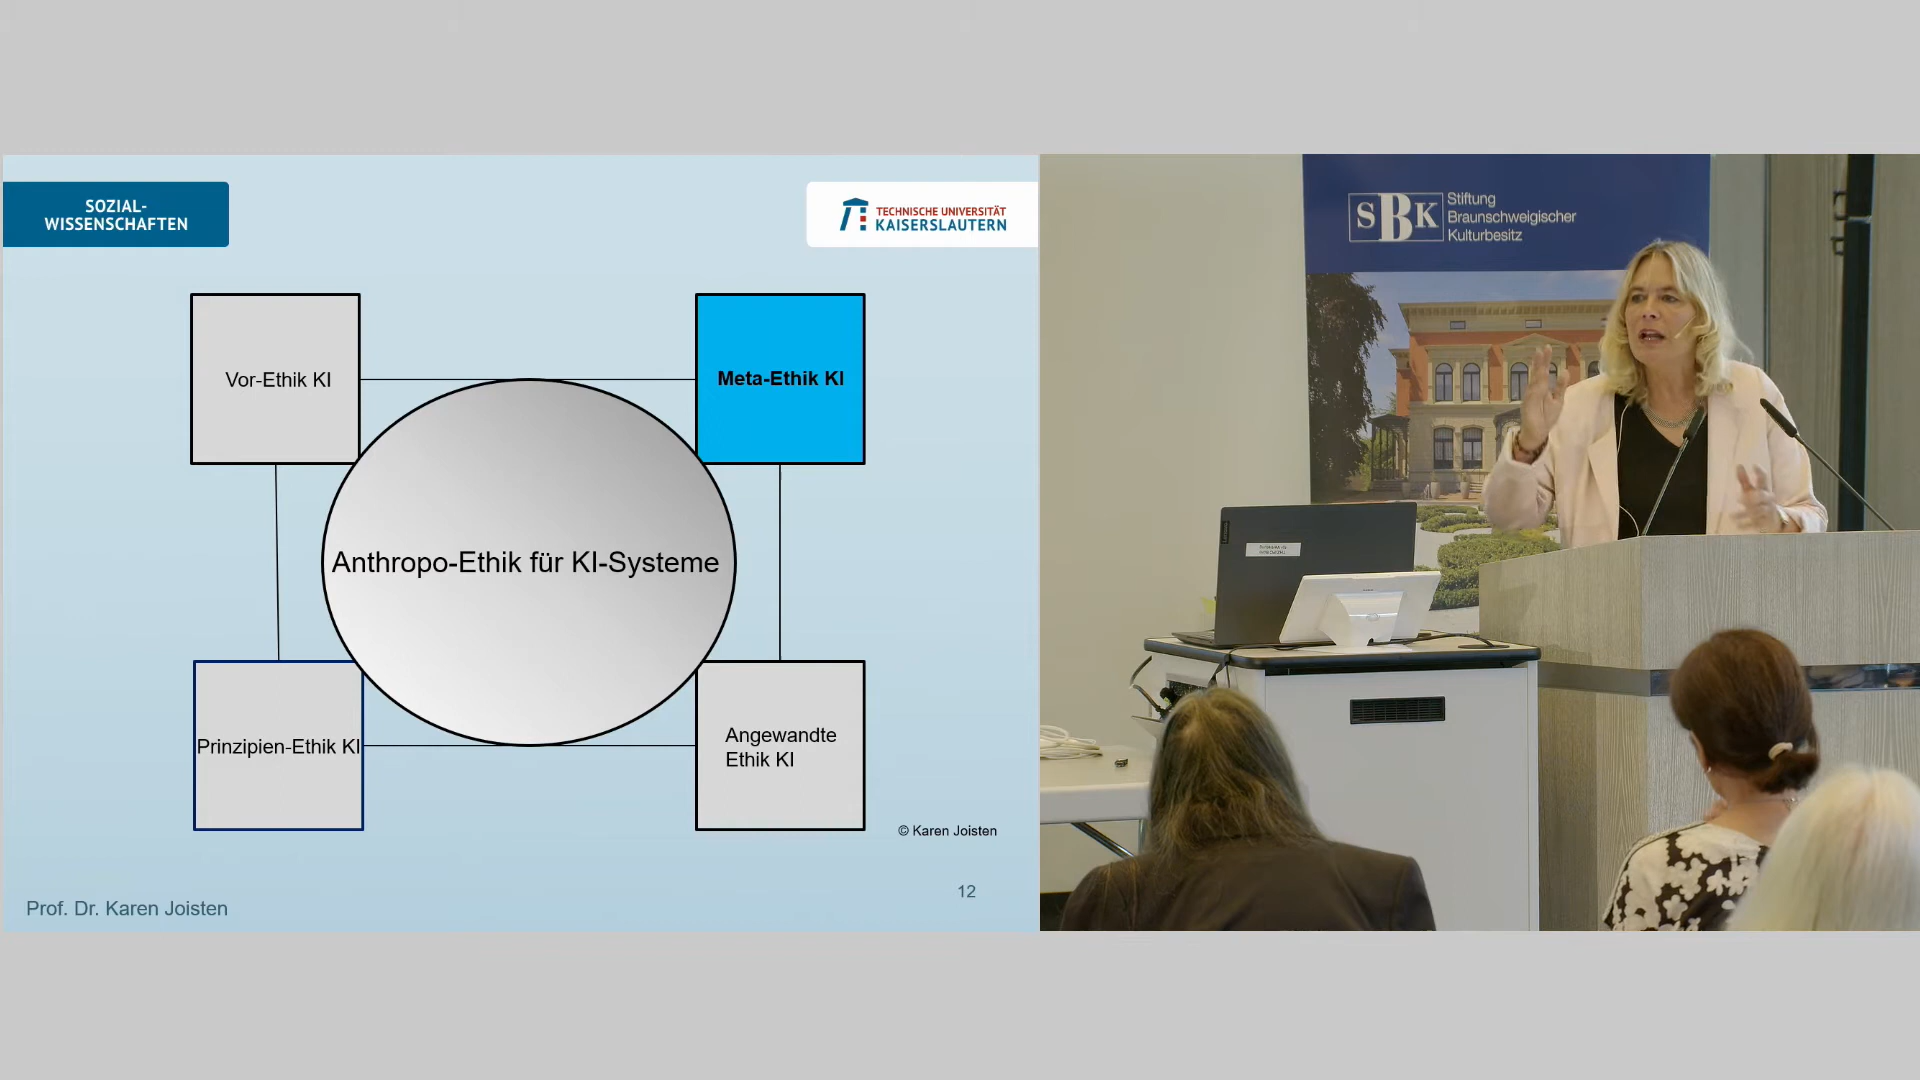 SOZIAL-
WISSENSCHAFTEN
TECHNISCHE UNIVERSITÄT
KAISERSLAUTERN
Vor-Ethik KI
Meta-Ethik KI
Anthropo-Ethik für KI-Systeme
Prinzipien-Ethik KI
Angewandte
Ethik KI
© Karen Joisten
12
Prof. Dr. Karen Joisten
SBK
Stiftung
Braunschweigischer
Kulturbesitz